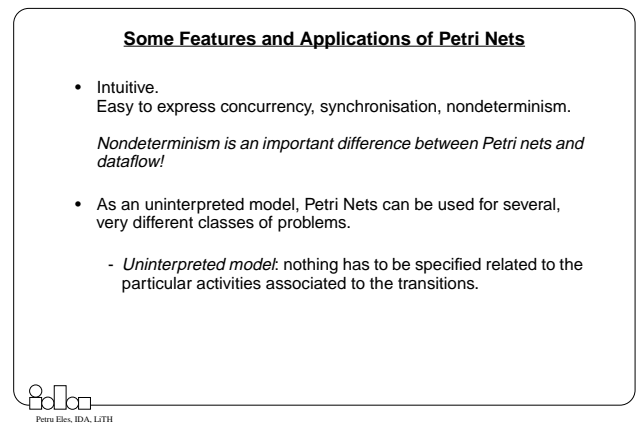 Some Features and Applications of Petri Nets
• Intuitive.
Easy to express concurrency, synchronisation, nondeterminism.
Nondeterminism is an important difference between Petri nets and
dataflow!
• As an uninterpreted model, Petri Nets can be used for several,
very different classes of problems.
- Uninterpreted model: nothing has to be specified related to the
particular activities associated to the transitions.
Petru Eles, IDA, LiTH